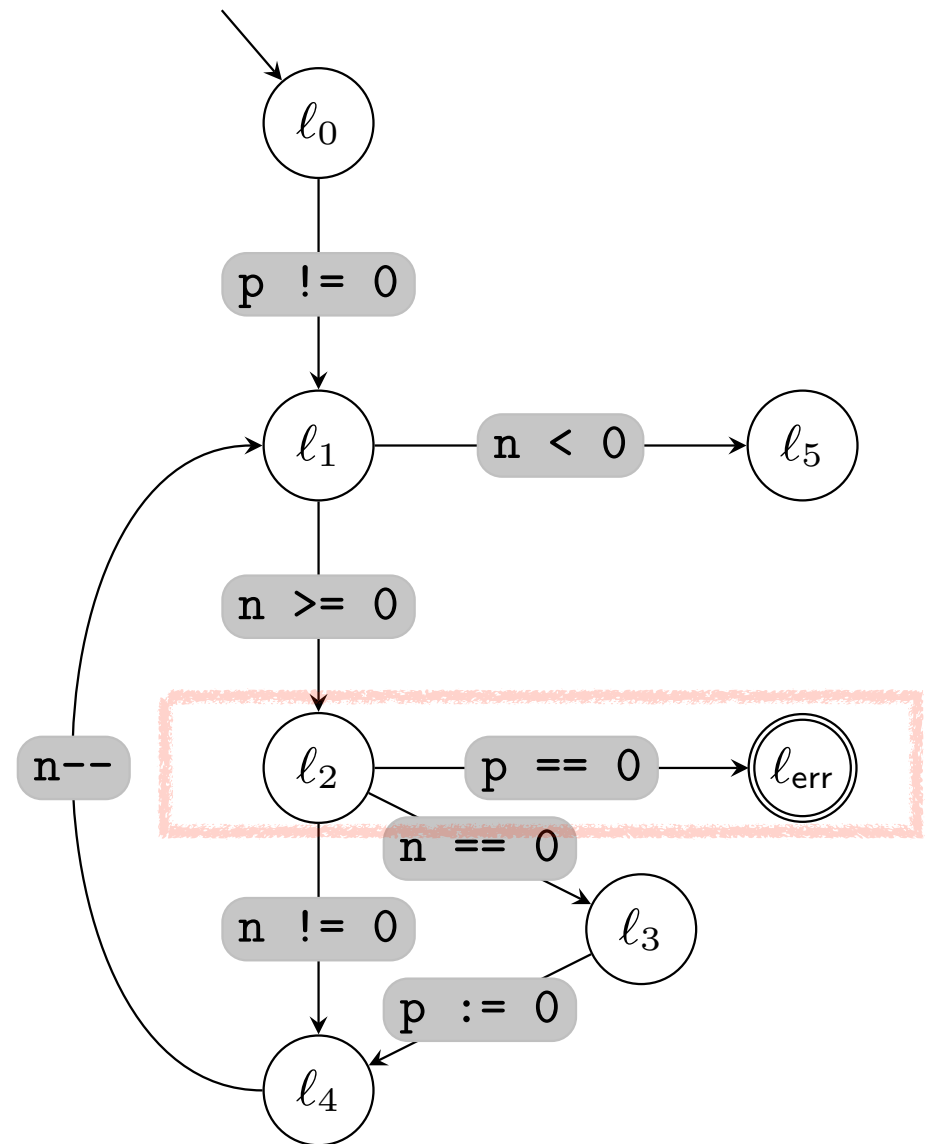 ℓ0
p != 0
ℓ1
n < 0
ℓ5
n >= 0
ℓ2
p == 0
ℓerr
n--
n == 0
n != 0
ℓ3
p := 0
ℓ4